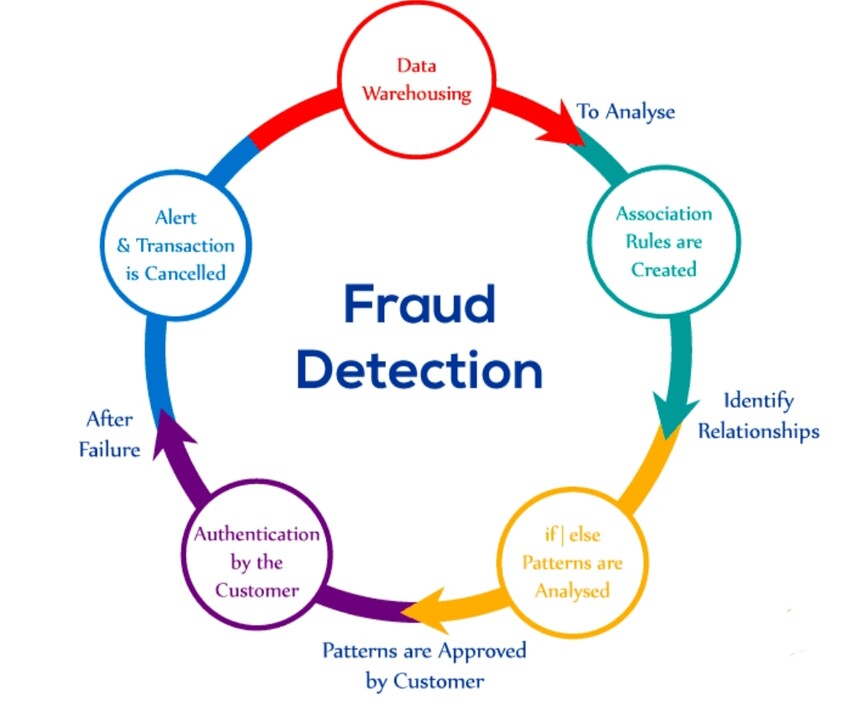 Data
Warehousing
To Analyse
Association
Rules are
Created
Identify
Relationships
if | else
Patterns are
Analysed
Patterns are Approved
by Customer
Authentication
by the
Customer
After
Failure
Alert
& Transaction
is Cancelled
Fraud
Detection